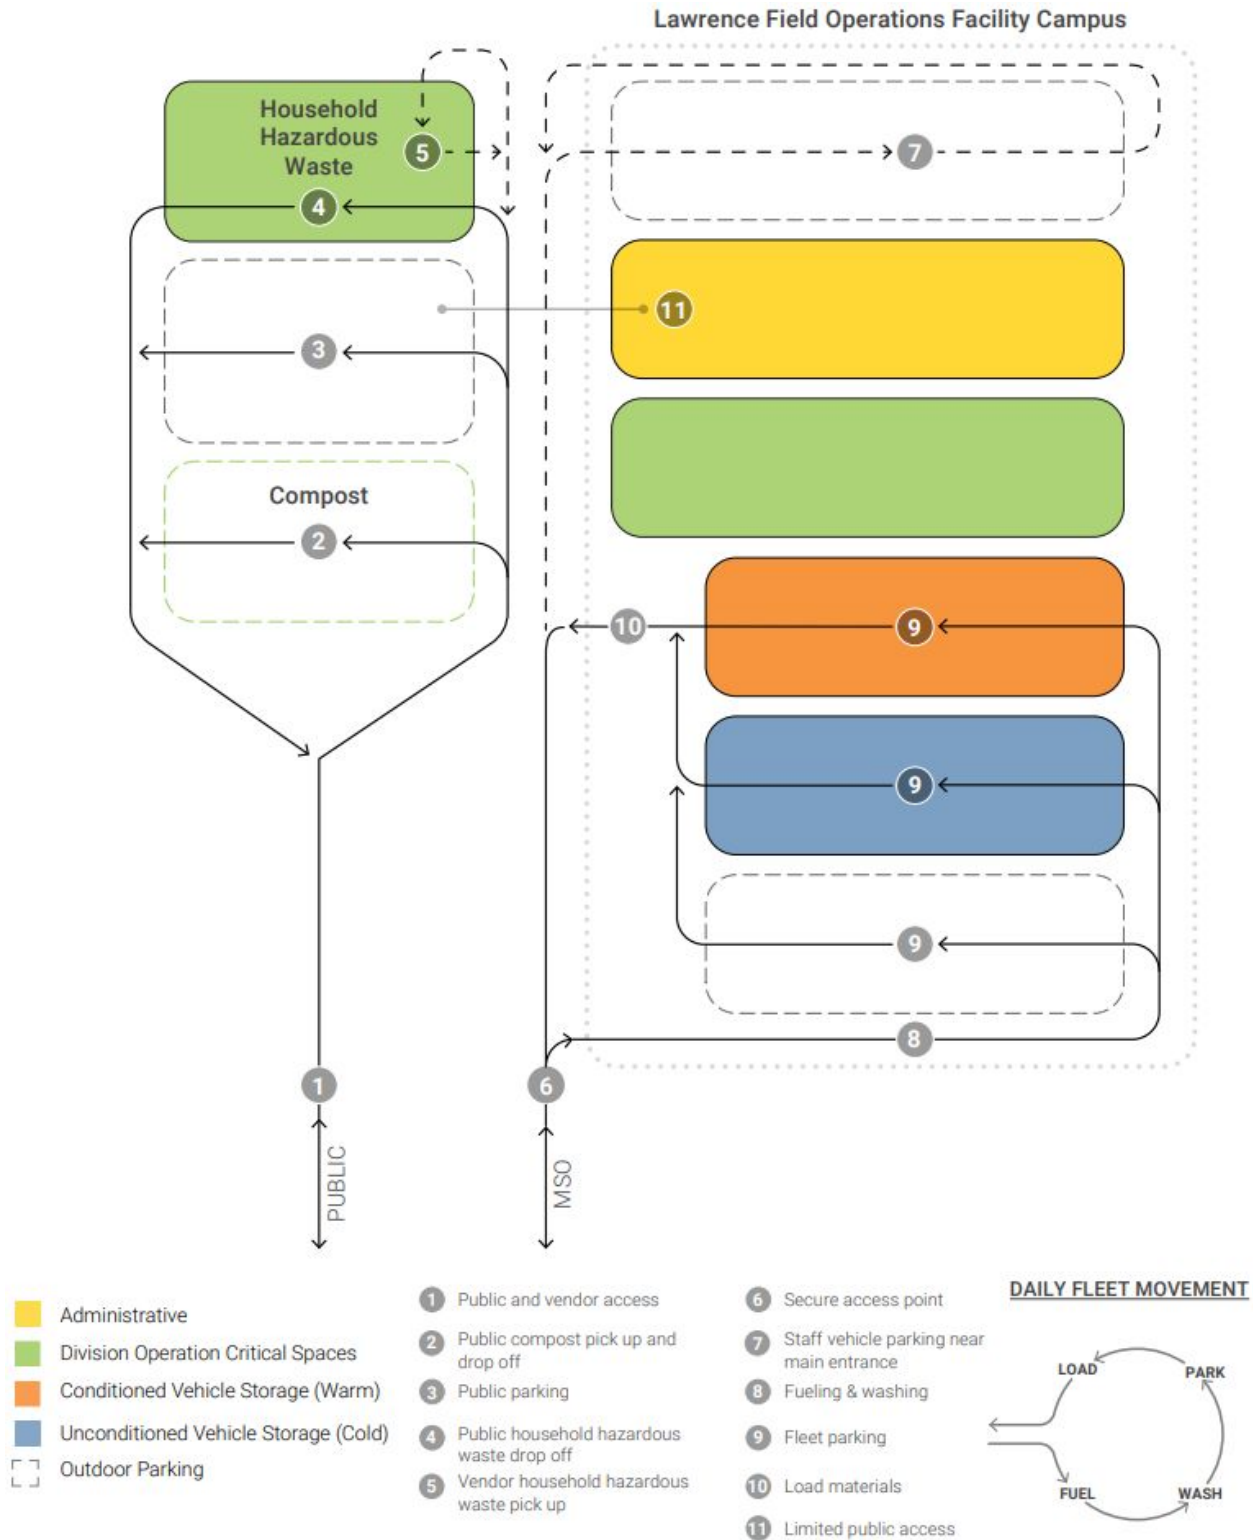 Lawrence Field Operations Facility Campus
Household
Hazardous
Waste
5
4
7
11
3
Compost
2
10
9
9
9
8
1
6
PUBLIC
MSO
Administrative
Division Operation Critical Spaces
Conditioned Vehicle Storage (Warm)
Unconditioned Vehicle Storage (Cold)
Outdoor Parking
1 Public and vendor access
2 Public compost pick up and
drop off
3 Public parking
4 Public household hazardous
waste drop off
5 Vendor household hazardous
waste pick up
6 Secure access point
7 Staff vehicle parking near
main entrance
8 Fueling & washing
9 Fleet parking
10 Load materials
11 Limited public access
DAILY FLEET MOVEMENT
LOAD
PARK
FUEL
WASH